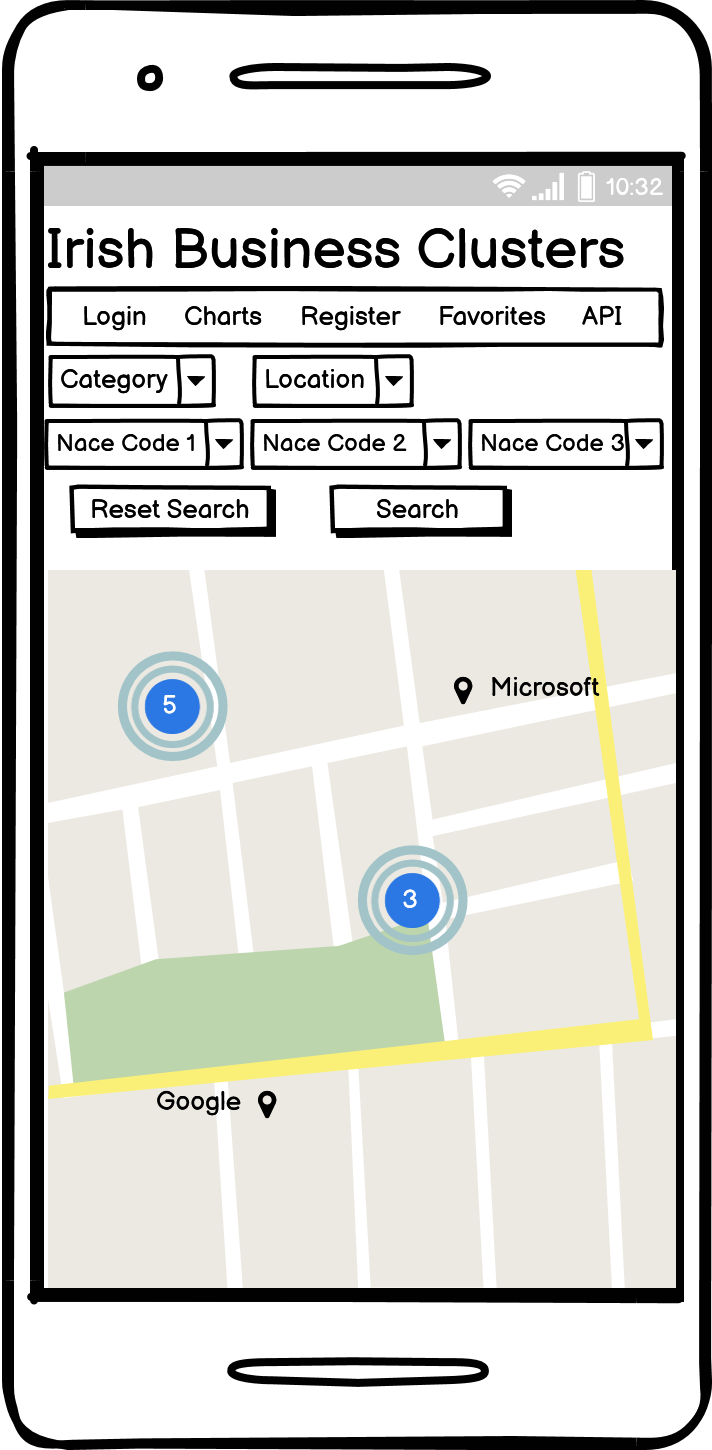 10:32
Irish Business Clusters
Login Charts Register Favorites API
Category Location
Nace Code 1 Nace Code 2 Nace Code 3
Reset Search Search
Microsoft
5
3
Google